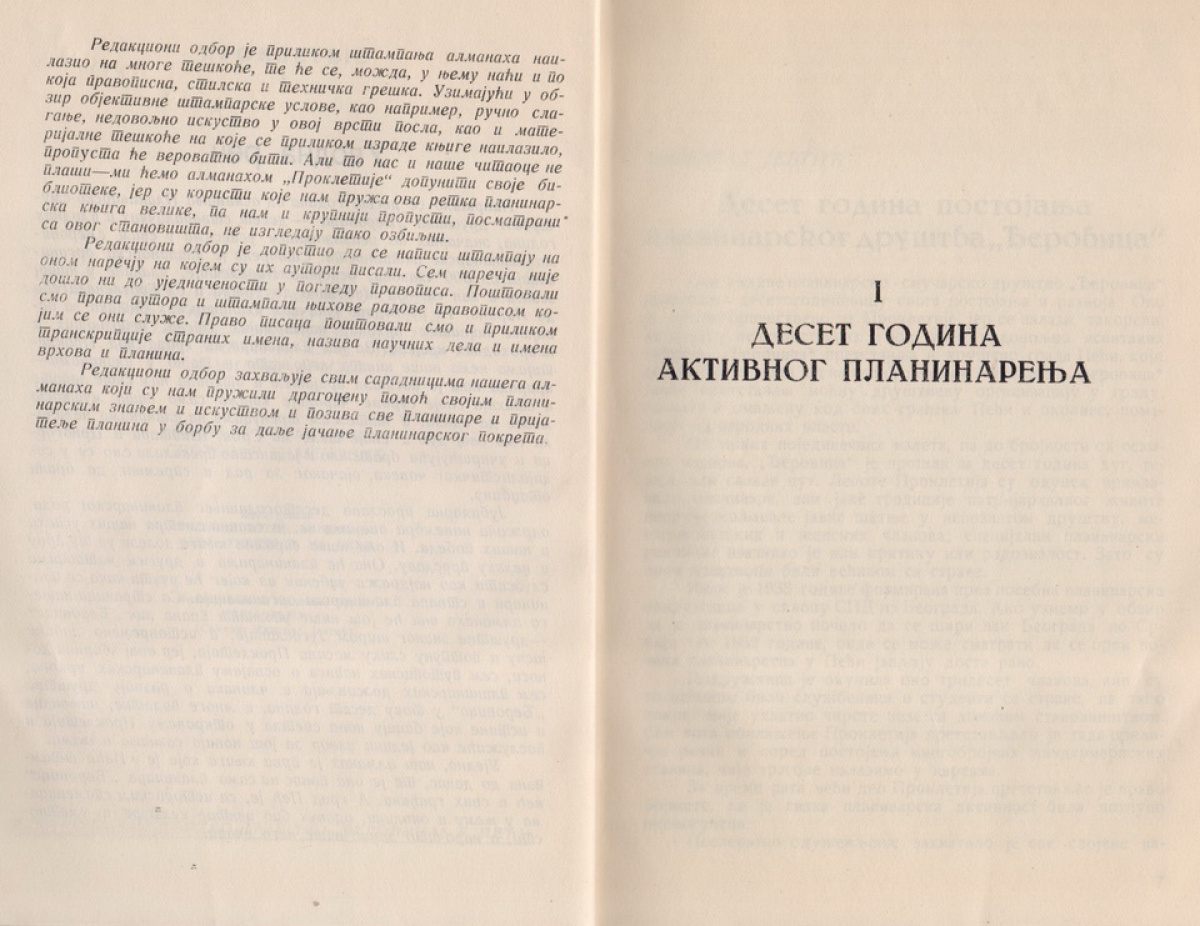 Редакциони одбор је приликом штампања алманаха наи-
лазио на многе тешкоће, те ће се, можда, у њему наћи и по
која правописна, стилска и техничка грешка. Узимајући у об-
зир објективне штампарске услове, као например, ручно сла-
гање, недовољно искуство у овој врсти посла, као и мате-
ријалне тешкоће на које се приликом израде књиге наилазило,
пропуста ће вероватно бити. Али то нас и наше читаоце не
плаши—ми ћемо алманахом „Проклетије“ допунити своје би-
блиотеке, јер су користи које нам пружа ова ретка планинар-
ска књига велике, па нам и крупнији пропусти, посматрани
са овог становишта, не изгледају тако озбиљни.
Редакциони одбор је допустио да се написи штампају на
оном наречју на којем су их аутори писали. Сем наречја није
дошло ни до уједначености у погледу правописа. Поштовали
смо права аутора и штампали њихове радове правописом ко-
јим се они служе. Право писаца поштовали смо и приликом
транскрипције страних имена, назива научних дела и имена
врхова и планина.
Редакциони одбор захваљује свим сарадницима нашега ал-
манаха који су нам пружили драгоцену помоћ својим плани-
нарским знањем и искуством и позива све планинаре и прија-
теље планина у борбу за даље јачање планинарског покрета.
I
ДЕСЕТ ГОДИНА
АКТИВНОГ ПЛАНИНАРЕЊА